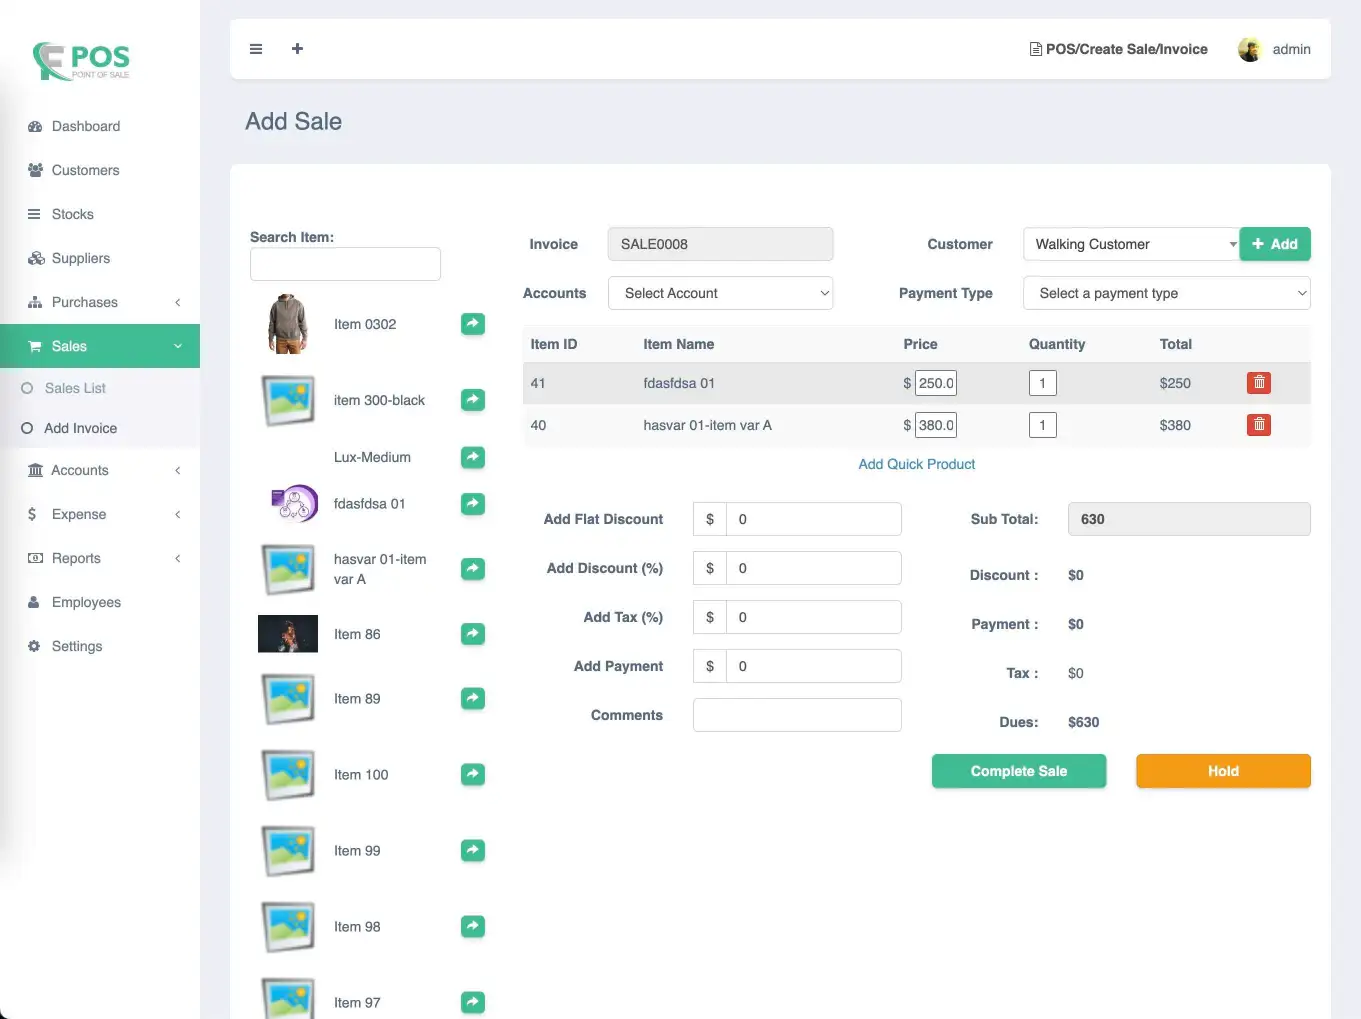 POS
POINT OF SALE
POS/Create Sale/Invoice
admin
Dashboard
Customers
Stocks
Suppliers
Purchases
Sales
Sales List
Add Invoice
Accounts
Expense
Reports
Employees
Settings
Add Sale
Search Item:
Item 0302
item 300-black
Lux-Medium
fdasfdsa 01
hasvar 01-item
var A
Item 86
Item 89
Item 100
Item 99
Item 98
Item 97
Invoice SALE0008 Customer Walking Customer + Add
Accounts Select Account Payment Type Select a payment type
Item ID Item Name Price Quantity Total
41 fdasfdsa 01 $ 250.0 1 $250
40 hasvar 01-item var A $ 380.0 1 $380
Add Quick Product
Add Flat Discount $ 0
Add Discount (%) $ 0
Add Tax (%) $ 0
Add Payment $ 0
Comments
Sub Total: 630
Discount : $0
Payment : $0
Tax : $0
Dues: $630
Complete Sale Hold